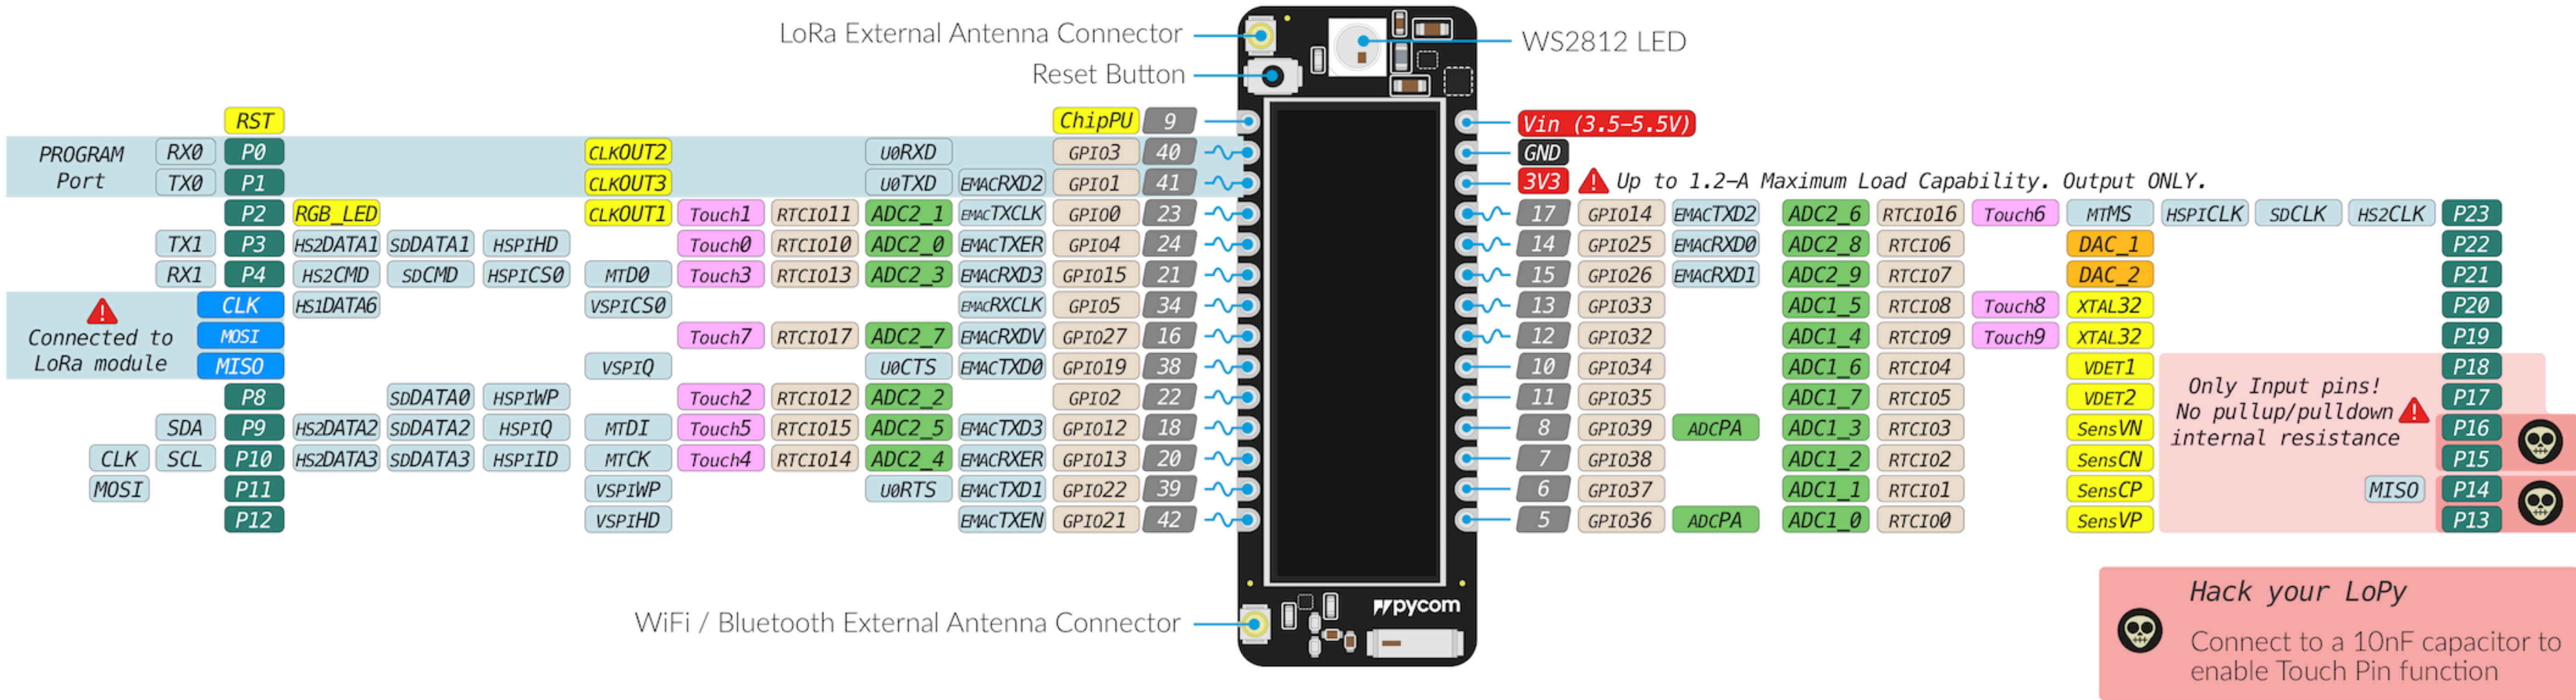 LoRa External Antenna Connector
WS2812 LED
Reset Button
RST ChipPU 9 Vin (3.5–5.5V)
PROGRAM
Port
RX0 P0 CLKOUT2 U0RXD GPIO3 40 GND
TX0 P1 CLKOUT3 U0TXD EMACRXD2 GPIO1 41 3V3 Up to 1.2–A Maximum Load Capability. Output ONLY.
P2 RGB_LED CLKOUT1 Touch1 RTCIO11 ADC2_1 EMACTXCLK GPIO0 23 17 GPIO14 EMACTXD2 ADC2_6 RTCIO16 Touch6 MTMS HSPICLK SDCLK HS2CLK P23
TX1 P3 HS2DATA1 SDDATA1 HSPIHD Touch0 RTCIO10 ADC2_0 EMACTXER GPIO4 24 14 GPIO25 EMACRXD0 ADC2_8 RTCIO6 DAC_1 P22
RX1 P4 HS2CMD SDCMD HSPICS0 MTDO Touch3 RTCIO13 ADC2_3 EMACRXD3 GPIO15 21 15 GPIO26 EMACRXD1 ADC2_9 RTCIO7 DAC_2 P21
Connected to
LoRa module
CLK HS1DATA6 VSPICS0 EMACRXCLK GPIO5 34 13 GPIO33 ADC1_5 RTCIO8 Touch8 XTAL32 P20
MOSI Touch7 RTCIO17 ADC2_7 EMACRXDV GPIO27 16 12 GPIO32 ADC1_4 RTCIO9 Touch9 XTAL32 P19
MISO VSPIQ U0CTS EMACTXD0 GPIO19 38 10 GPIO34 ADC1_6 RTCIO4 VDET1 P18
P8 SDDATA0 HSPIWP Touch2 RTCIO12 ADC2_2 GPIO2 22 11 GPIO35 ADC1_7 RTCIO5 VDET2 P17
SDA P9 HS2DATA2 SDDATA2 HSPIQ MTDI Touch5 RTCIO15 ADC2_5 EMACTXD3 GPIO12 18 8 GPIO39 ADCPA ADC1_3 RTCIO3 SensVN P16
CLK SCL P10 HS2DATA3 SDDATA3 HSPIID MTCK Touch4 RTCIO14 ADC2_4 EMACRXER GPIO13 20 7 GPIO38 ADC1_2 RTCIO2 SensCN P15
MOSI P11 VSPIWP U0RTS EMACTXD1 GPIO22 39 6 GPIO37 ADC1_1 RTCIO1 SensCP MISO P14
P12 VSPIHD EMACTXEN GPIO21 42 5 GPIO36 ADCPA ADC1_0 RTCIO0 SensVP P13
Only Input pins!
No pullup/pulldown
internal resistance
pycom
WiFi / Bluetooth External Antenna Connector
Hack your LoPy
Connect to a 10nF capacitor to
enable Touch Pin function